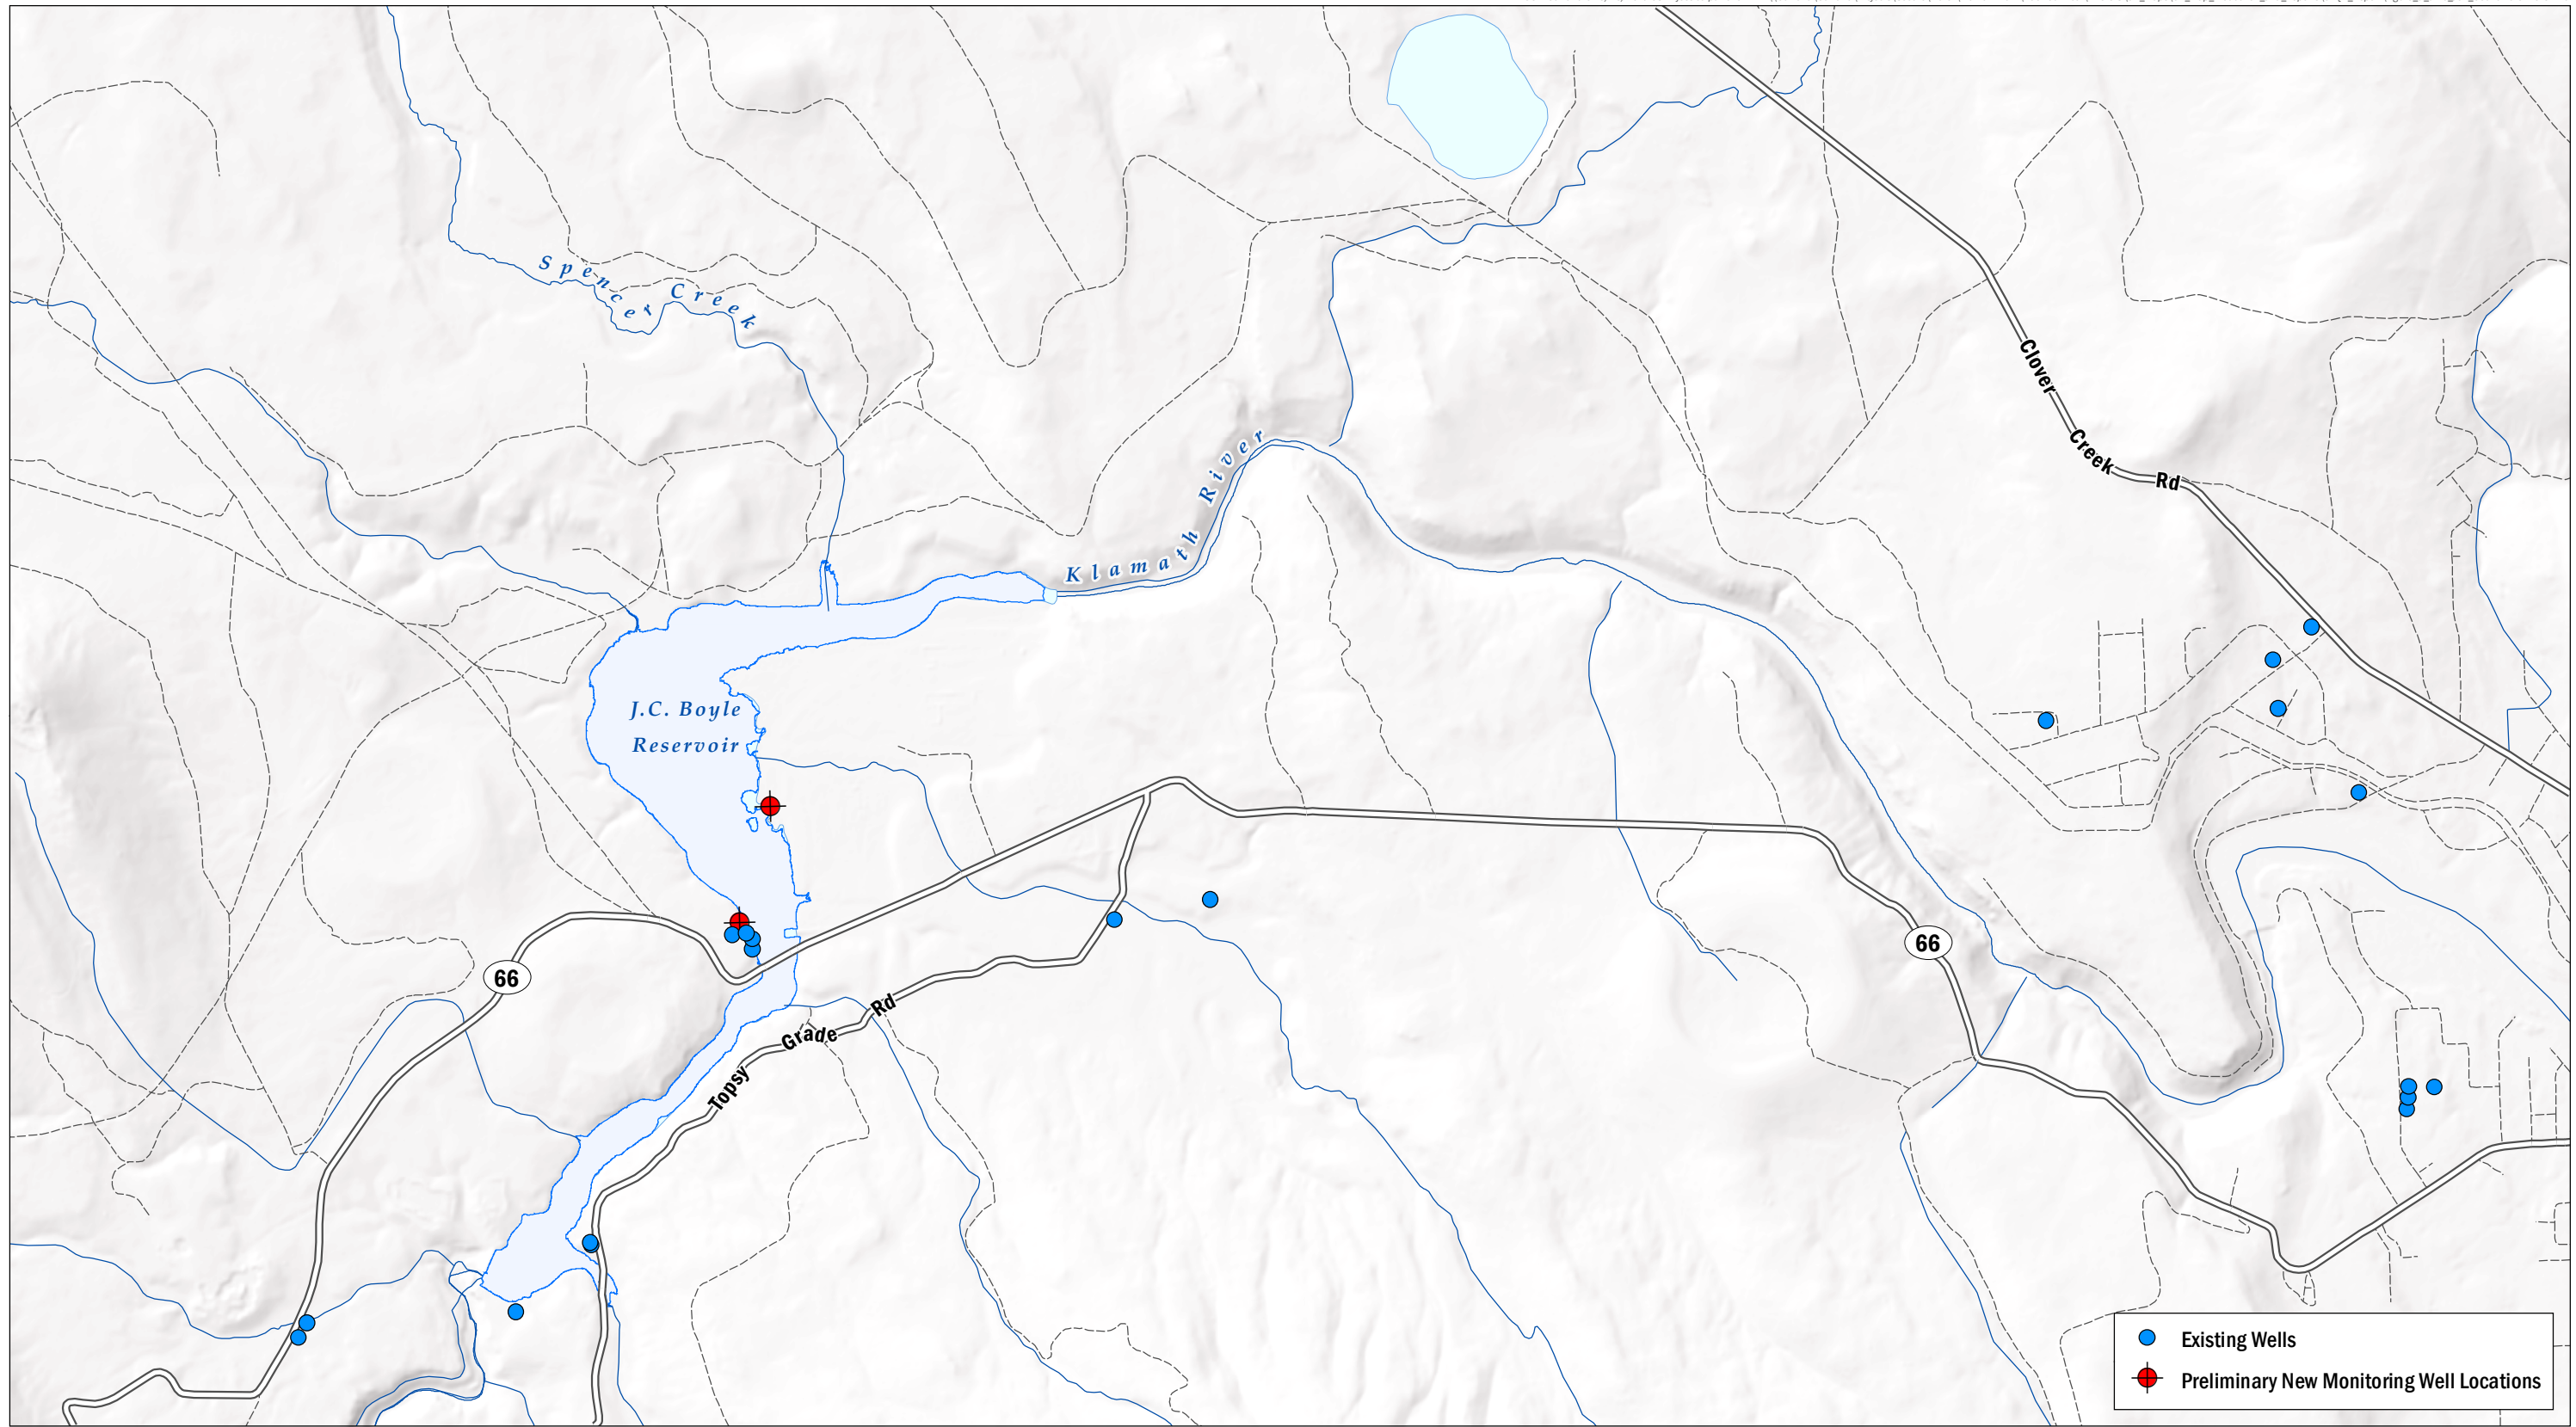 Spencer Creek
Clover Creek Rd
Klamath River
J.C. Boyle
Reservoir
66
66
Topsy Grade Rd
Existing Wells
Preliminary New Monitoring Well Locations